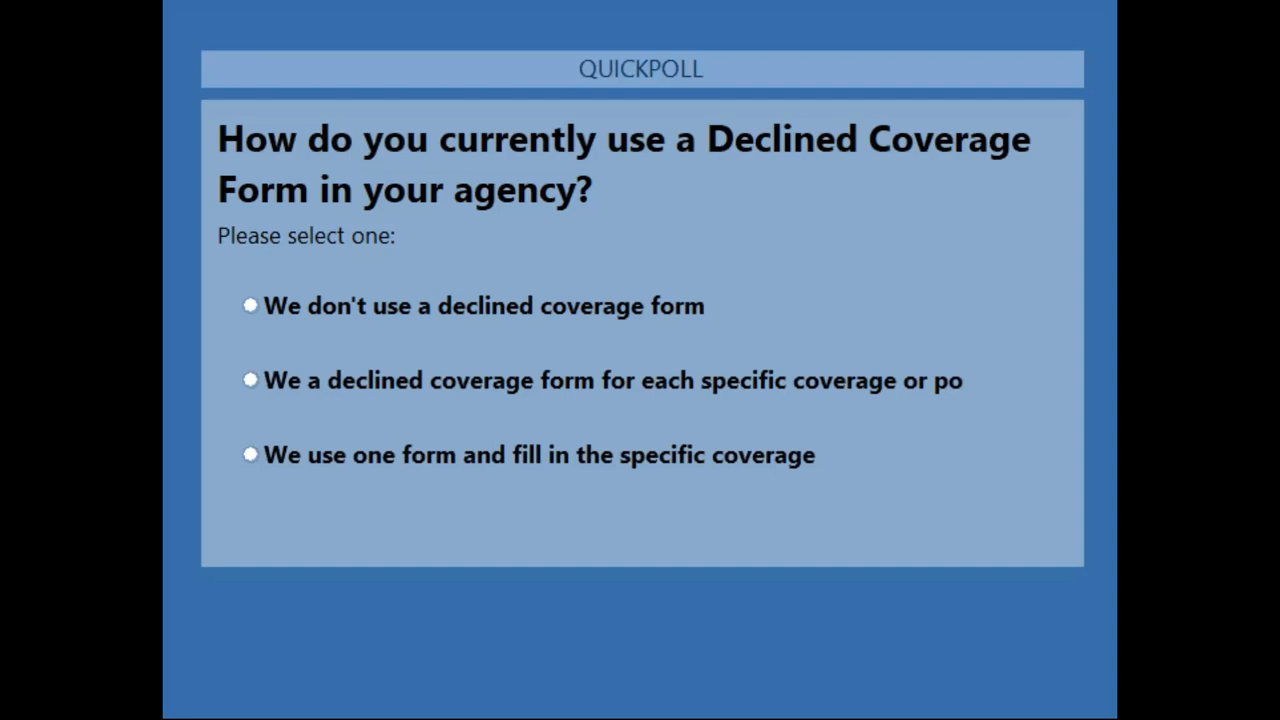 QUICKPOLL
How do you currently use a Declined Coverage
Form in your agency?
Please select one:
We don't use a declined coverage form
We a declined coverage form for each specific coverage or po
We use one form and fill in the specific coverage